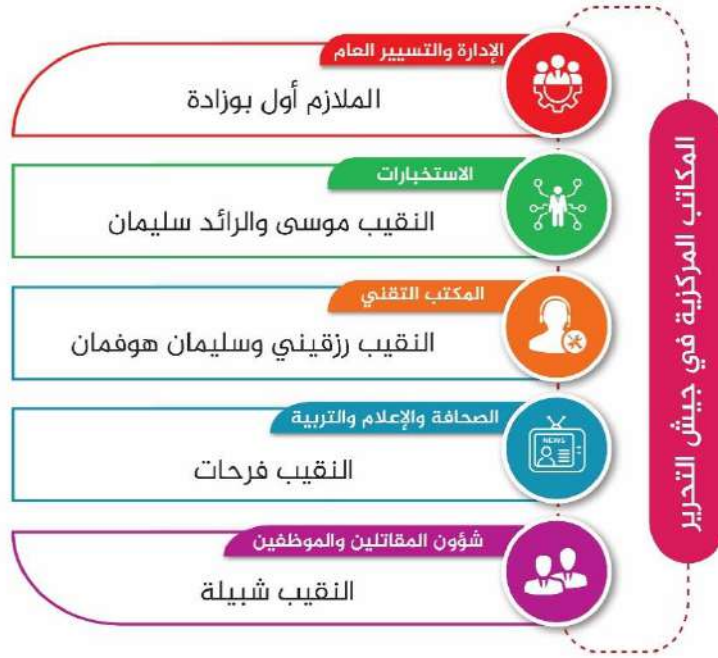 المكاتب المركزية في جيش التحرير
الإدارة والتسيير العام
الملازم أول بوزادة
الاستخبارات
النقيب موسى والرائد سليمان
المكتب التقني
النقيب رزقيني وسليمان هوفمان
الصحافة والإعلام والتربية
NEWS
النقيب فرحات
شؤون المقاتلين والموظفين
النقيب شبيلة